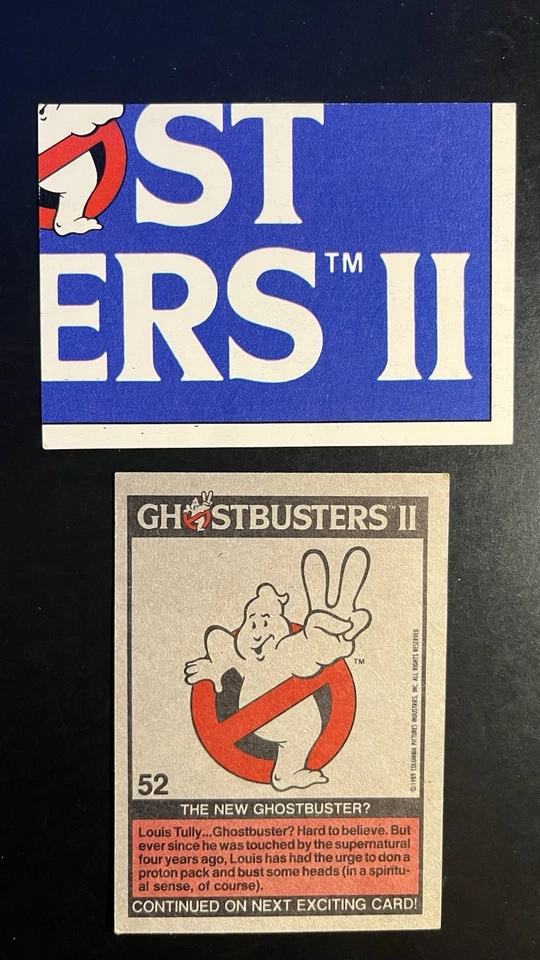 ST
ERS™ II
GHOSTBUSTERS™ II
™
©1989 COLUMBIA PICTURES INDUSTRIES, INC. ALL RIGHTS RESERVED
52
THE NEW GHOSTBUSTER?
Louis Tully...Ghostbuster? Hard to believe. But
ever since he was touched by the supernatural
four years ago, Louis has had the urge to don a
proton pack and bust some heads (in a spiritu-
al sense, of course).
CONTINUED ON NEXT EXCITING CARD!